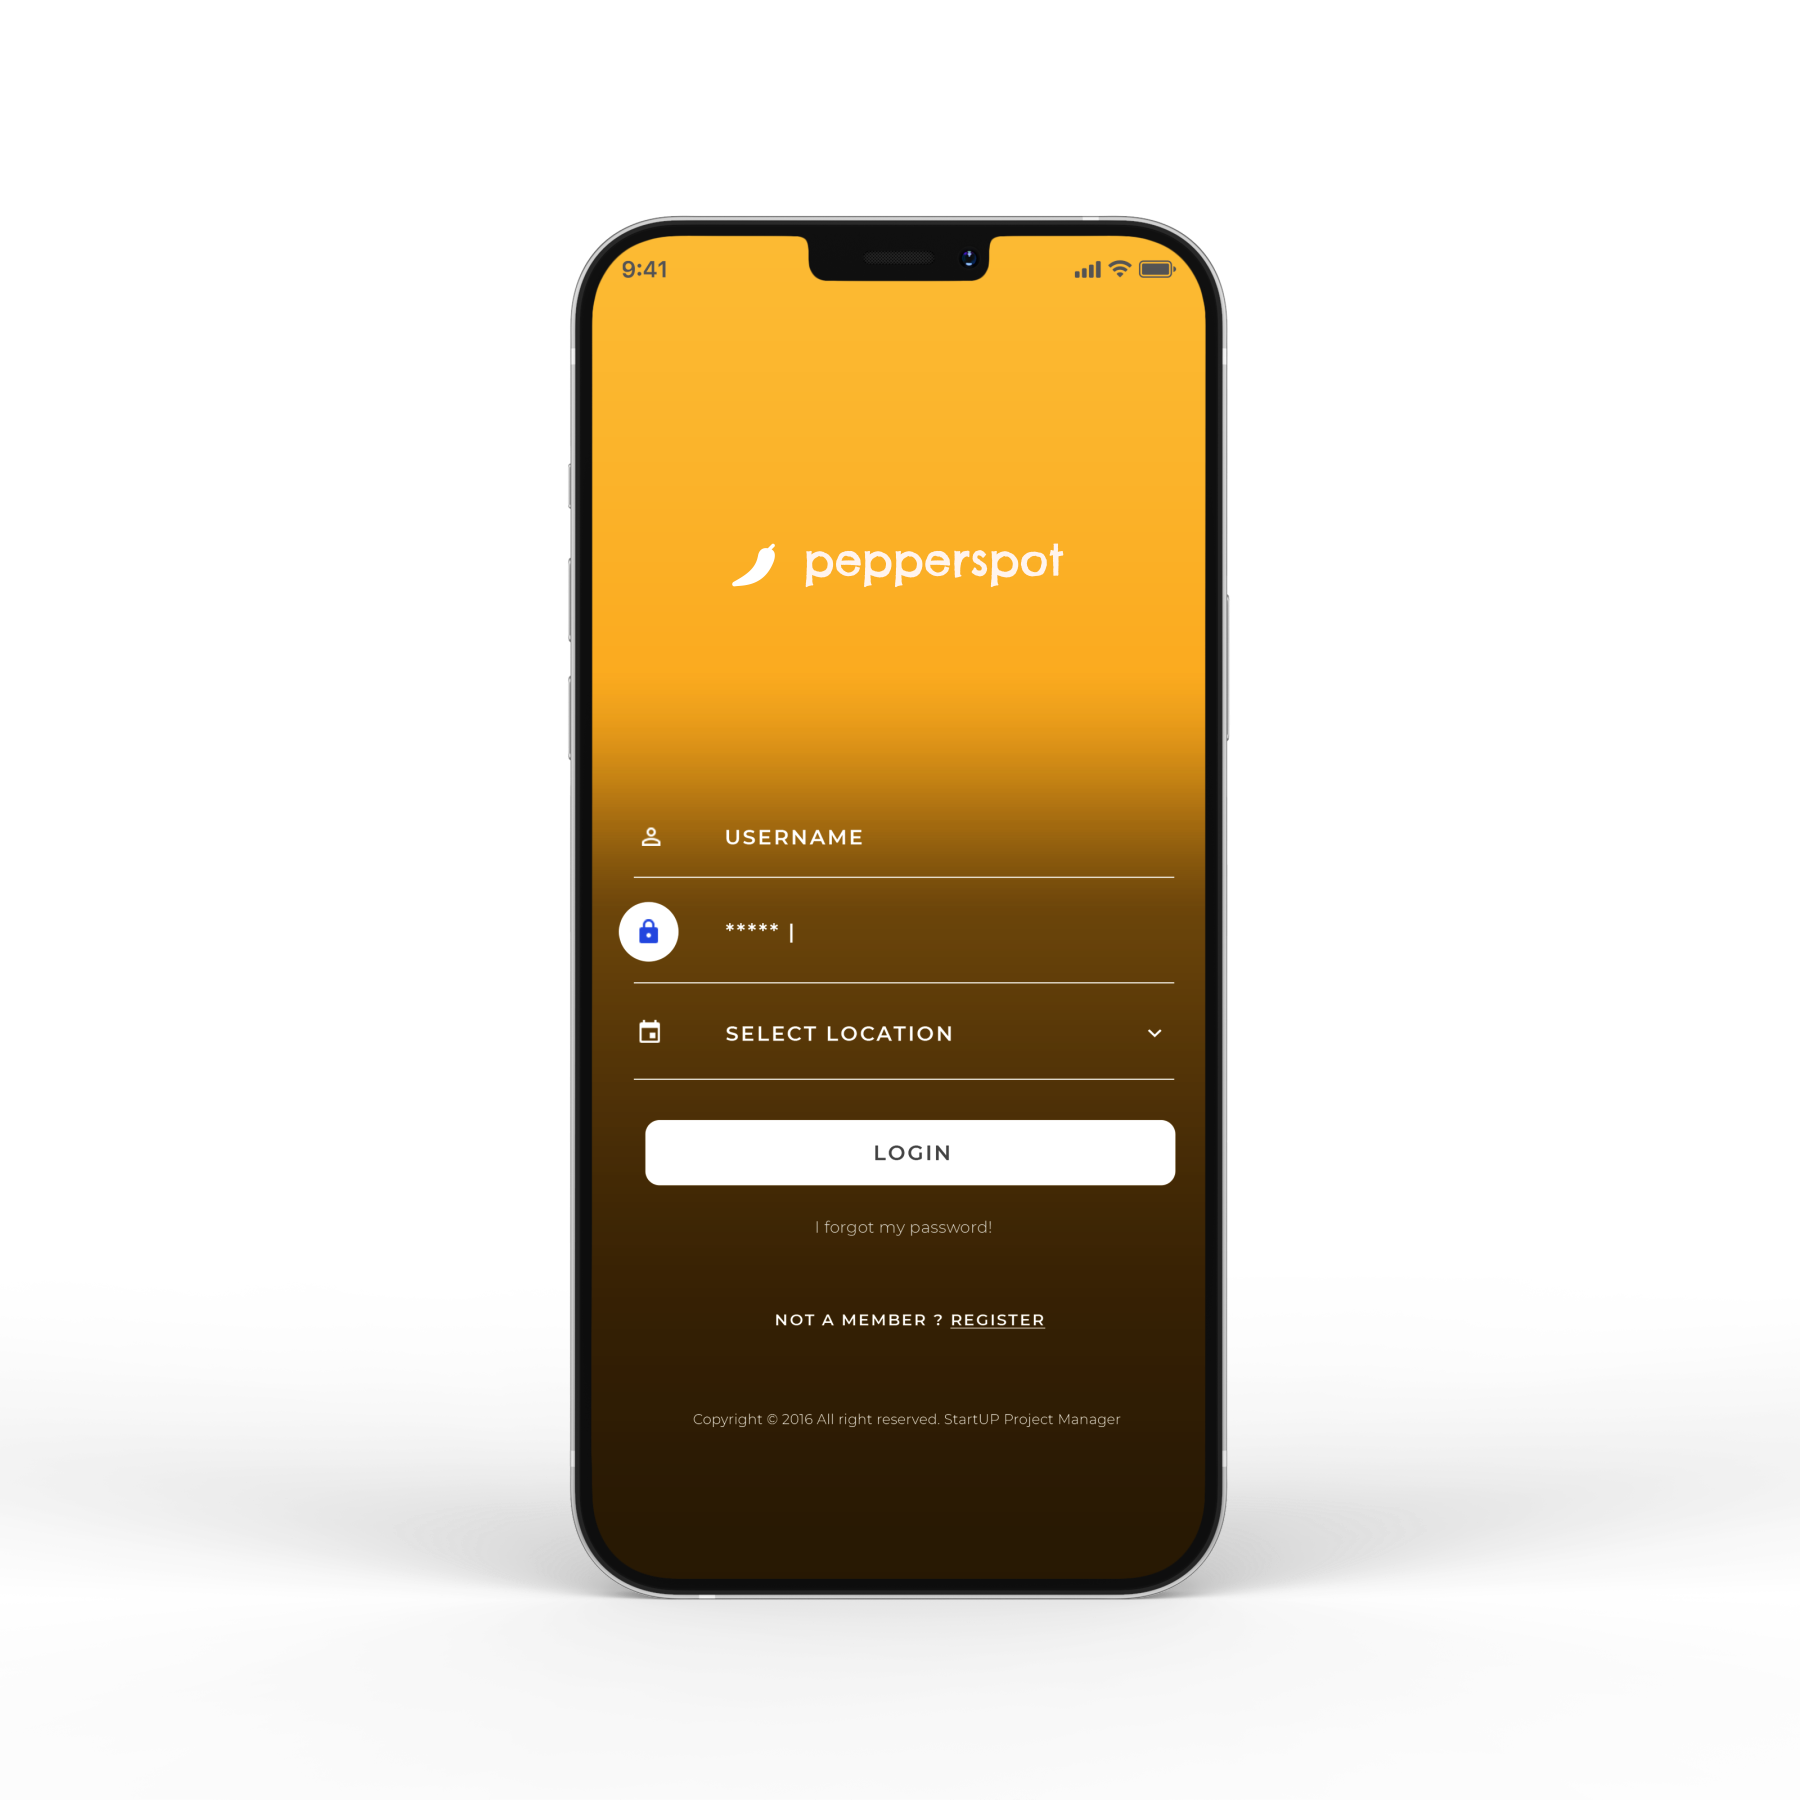 9:41
pepperspot
USERNAME
***** |
SELECT LOCATION
LOGIN
I forgot my password!
NOT A MEMBER ? REGISTER
Copyright © 2016 All right reserved. StartUP Project Manager